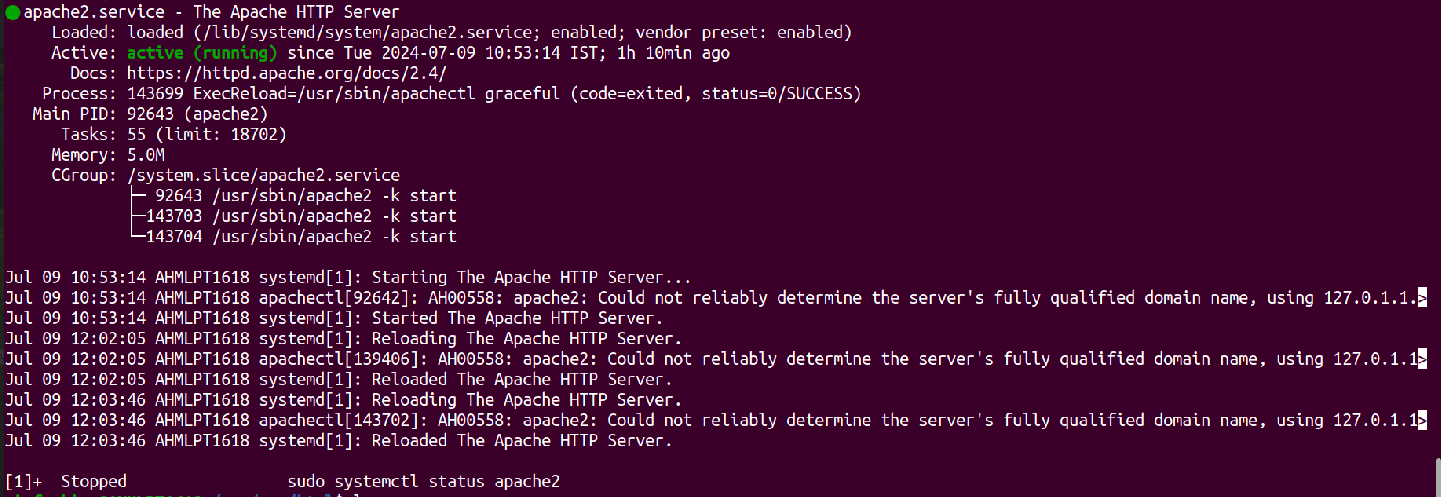 apache2.service - The Apache HTTP Server
Loaded: loaded (/lib/systemd/system/apache2.service; enabled; vendor preset: enabled)
Active: active (running) since Tue 2024-07-09 10:53:14 IST; 1h 10min ago
Docs: https://httpd.apache.org/docs/2.4/
Process: 143699 ExecReload=/usr/sbin/apachectl graceful (code=exited, status=0/SUCCESS)
Main PID: 92643 (apache2)
Tasks: 55 (limit: 18702)
Memory: 5.0M
CGroup: /system.slice/apache2.service
├─ 92643 /usr/sbin/apache2 -k start
├─143703 /usr/sbin/apache2 -k start
└─143704 /usr/sbin/apache2 -k start
Jul 09 10:53:14 AHMLPT1618 systemd[1]: Starting The Apache HTTP Server...
Jul 09 10:53:14 AHMLPT1618 apachectl[92642]: AH00558: apache2: Could not reliably determine the server's fully qualified domain name, using 127.0.1.1.>
Jul 09 10:53:14 AHMLPT1618 systemd[1]: Started The Apache HTTP Server.
Jul 09 12:02:05 AHMLPT1618 systemd[1]: Reloading The Apache HTTP Server.
Jul 09 12:02:05 AHMLPT1618 apachectl[139406]: AH00558: apache2: Could not reliably determine the server's fully qualified domain name, using 127.0.1.1>
Jul 09 12:02:05 AHMLPT1618 systemd[1]: Reloaded The Apache HTTP Server.
Jul 09 12:03:46 AHMLPT1618 systemd[1]: Reloading The Apache HTTP Server.
Jul 09 12:03:46 AHMLPT1618 apachectl[143702]: AH00558: apache2: Could not reliably determine the server's fully qualified domain name, using 127.0.1.1>
Jul 09 12:03:46 AHMLPT1618 systemd[1]: Reloaded The Apache HTTP Server.
[1]+  Stopped                 sudo systemctl status apache2